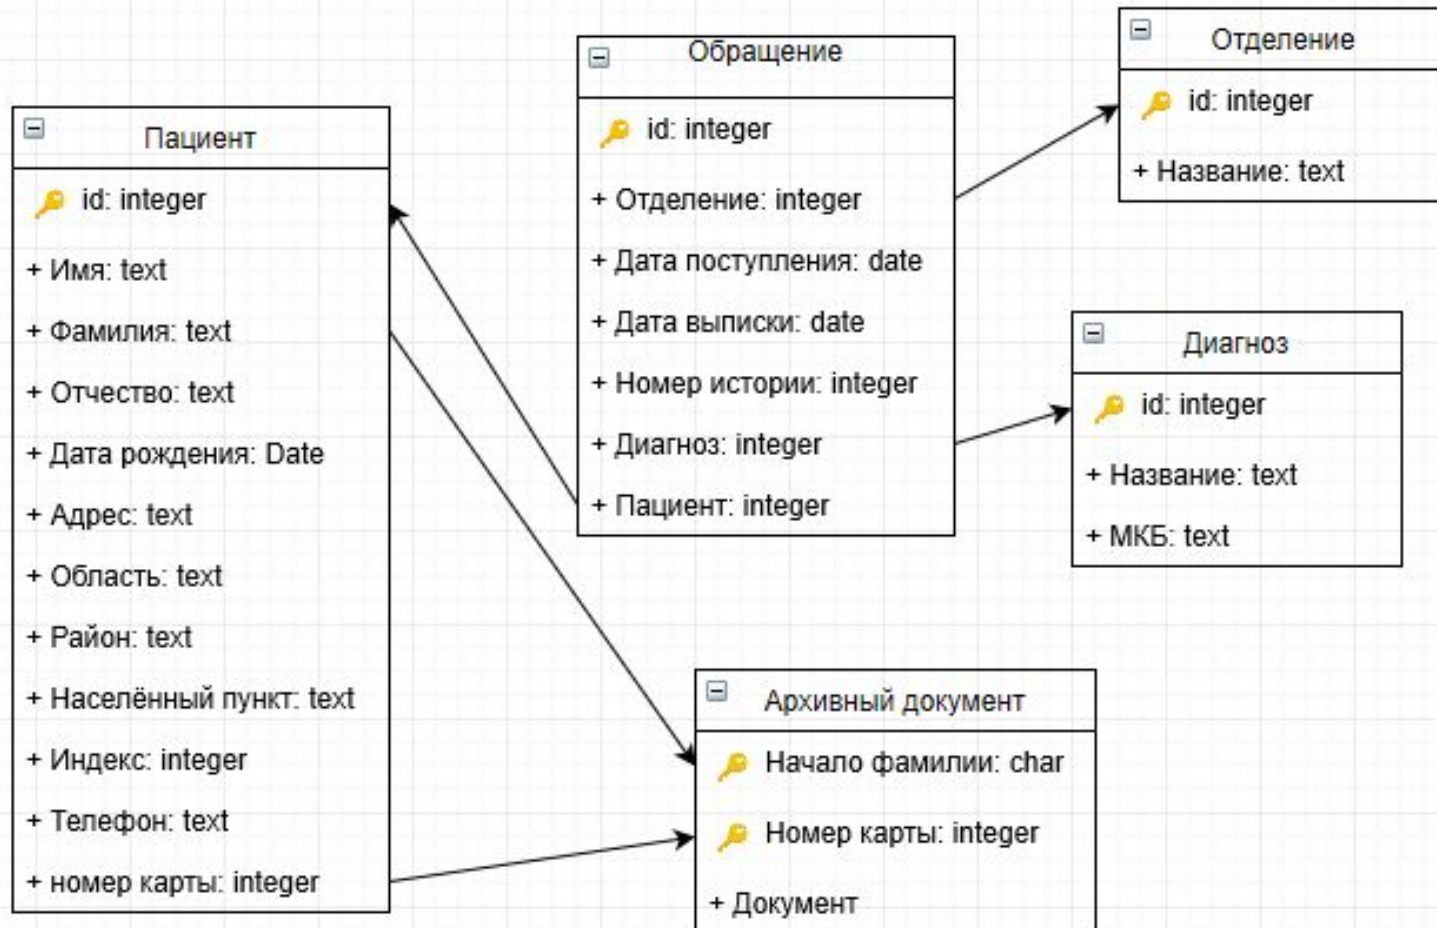 Пациент
id: integer
+ Имя: text
+ Фамилия: text
+ Отчество: text
+ Дата рождения: Date
+ Адрес: text
+ Область: text
+ Район: text
+ Населённый пункт: text
+ Индекс: integer
+ Телефон: text
+ номер карты: integer
Обращение
id: integer
+ Отделение: integer
+ Дата поступления: date
+ Дата выписки: date
+ Номер истории: integer
+ Диагноз: integer
+ Пациент: integer
Отделение
id: integer
+ Название: text
Диагноз
id: integer
+ Название: text
+ МКБ: text
Архивный документ
Начало фамилии: char
Номер карты: integer
+ Документ